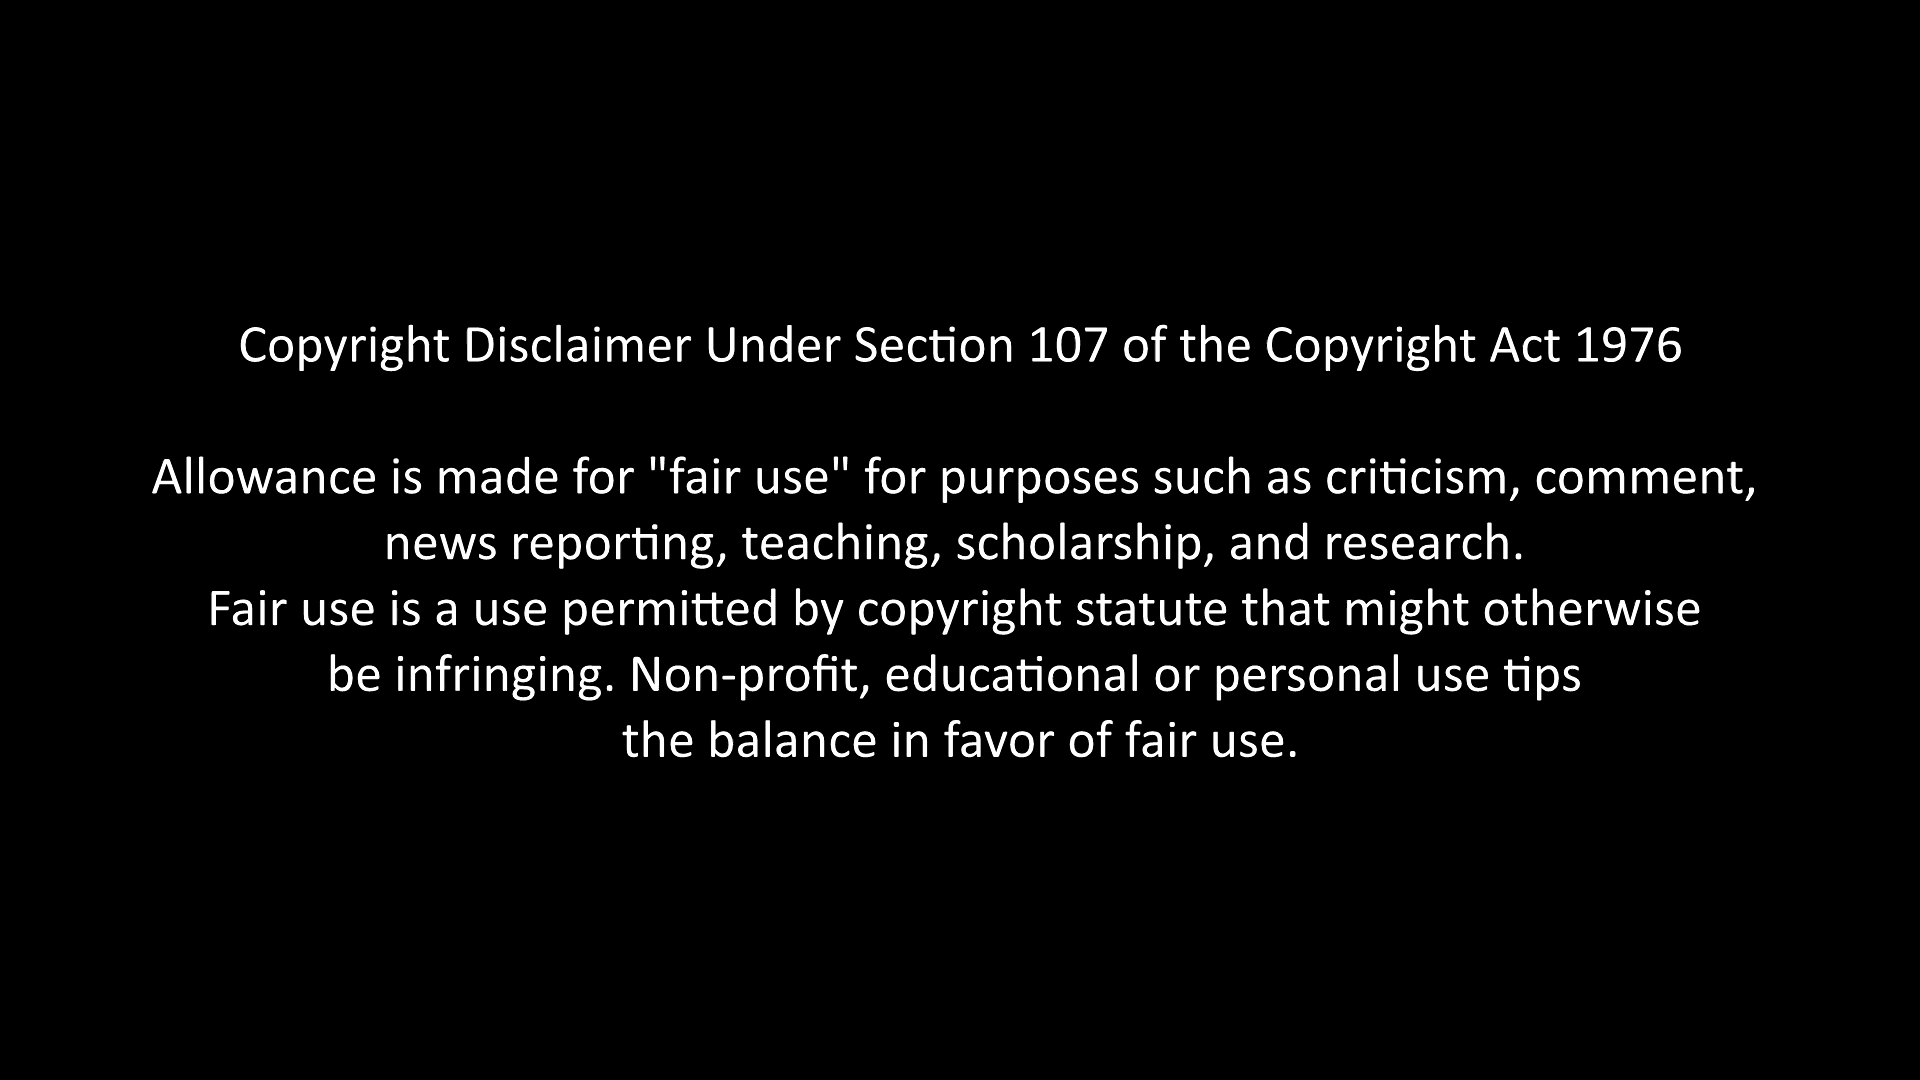 Copyright Disclaimer Under Section 107 of the Copyright Act 1976
Allowance is made for "fair use" for purposes such as criticism, comment,
news reporting, teaching, scholarship, and research.
Fair use is a use permitted by copyright statute that might otherwise
be infringing. Non-profit, educational or personal use tips
the balance in favor of fair use.